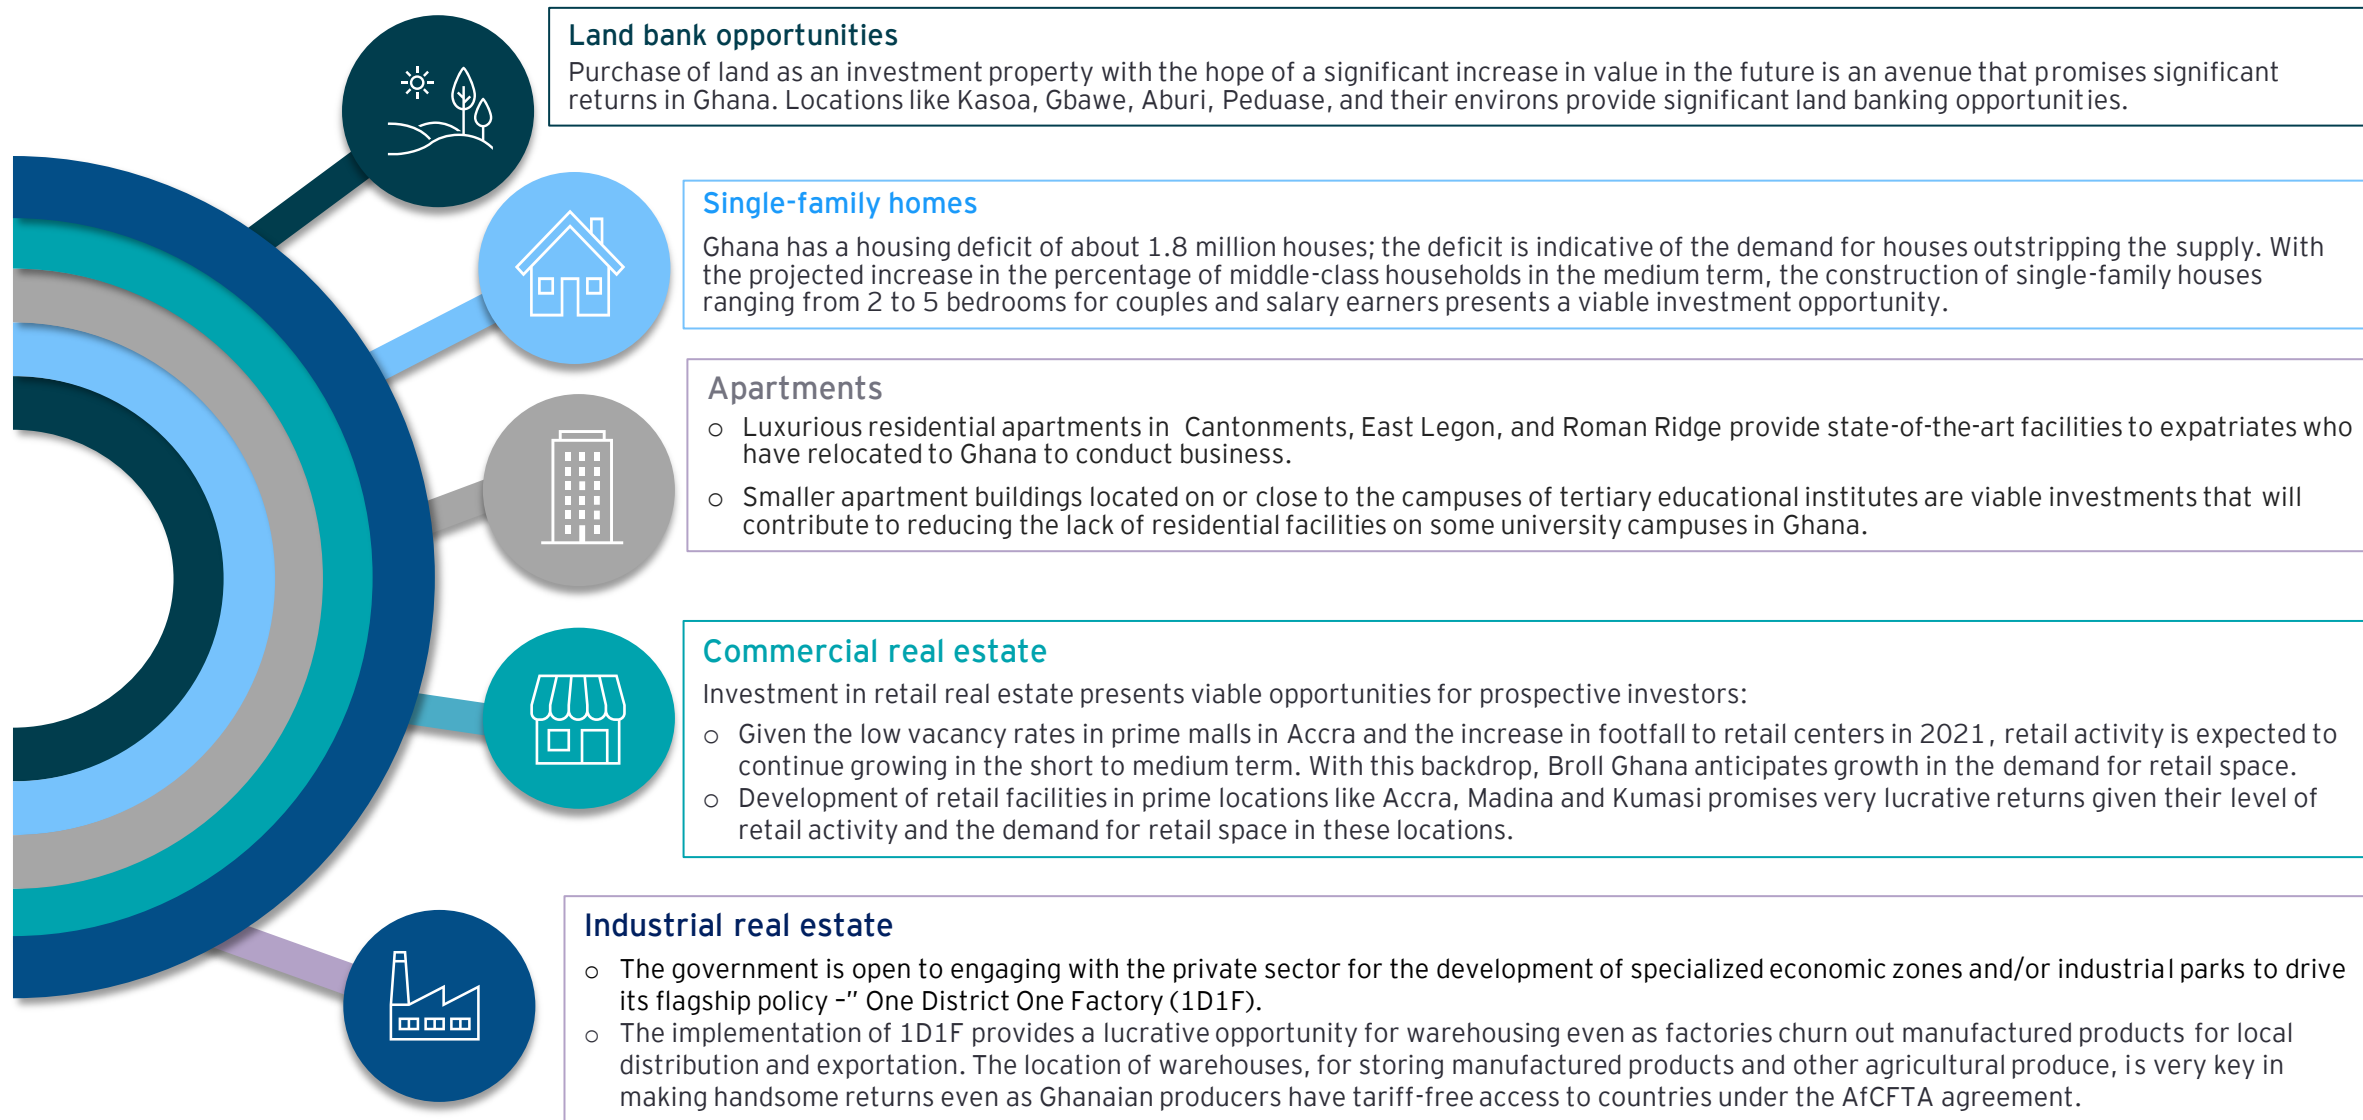 Land bank opportunities
Purchase of land as an investment property with the hope of a significant increase in value in the future is an avenue that promises significant
returns in Ghana. Locations like Kasoa, Gbawe, Aburi, Peduase, and their environs provide significant land banking opportunities.
Single-family homes
Ghana has a housing deficit of about 1.8 million houses; the deficit is indicative of the demand for houses outstripping the supply. With
the projected increase in the percentage of middle-class households in the medium term, the construction of single-family houses
ranging from 2 to 5 bedrooms for couples and salary earners presents a viable investment opportunity.
Apartments
o Luxurious residential apartments in Cantonments, East Legon, and Roman Ridge provide state-of-the-art facilities to expatriates who
have relocated to Ghana to conduct business.
o Smaller apartment buildings located on or close to the campuses of tertiary educational institutes are viable investments that will
contribute to reducing the lack of residential facilities on some university campuses in Ghana.
Commercial real estate
Investment in retail real estate presents viable opportunities for prospective investors:
o Given the low vacancy rates in prime malls in Accra and the increase in footfall to retail centers in 2021, retail activity is expected to
continue growing in the short to medium term. With this backdrop, Broll Ghana anticipates growth in the demand for retail space.
o Development of retail facilities in prime locations like Accra, Madina and Kumasi promises very lucrative returns given their level of
retail activity and the demand for retail space in these locations.
Industrial real estate
o The government is open to engaging with the private sector for the development of specialized economic zones and/or industrial parks to drive
its flagship policy –” One District One Factory (1D1F).
o The implementation of 1D1F provides a lucrative opportunity for warehousing even as factories churn out manufactured products for local
distribution and exportation. The location of warehouses, for storing manufactured products and other agricultural produce, is very key in
making handsome returns even as Ghanaian producers have tariff-free access to countries under the AfCFTA agreement.